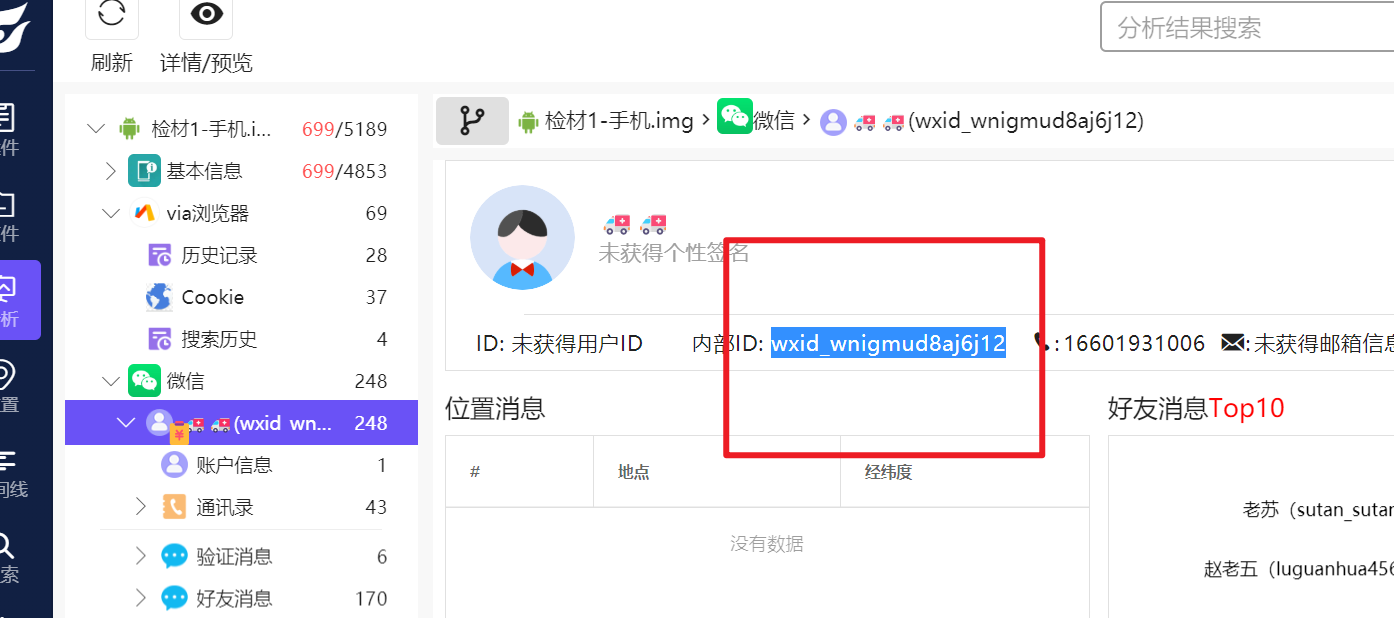 刷新
详情/预览
分析结果搜索
件
件
析
置
间线
索
检材1-手机.i... 699/5189
基本信息 699/4853
via浏览器 69
历史记录 28
Cookie 37
搜索历史 4
微信 248
(wxid wn... 248
账户信息 1
通讯录 43
验证消息 6
好友消息 170
检材1-手机.img > 微信 > (wxid_wnigmud8aj6j12)
未获得个性签名
ID: 未获得用户ID 内部ID: wxid_wnigmud8aj6j12 :16601931006 :未获得邮箱信息
位置消息
# 地点 经纬度
没有数据
好友消息Top10
老苏（sutan_sutan
赵老五（luguanhua456